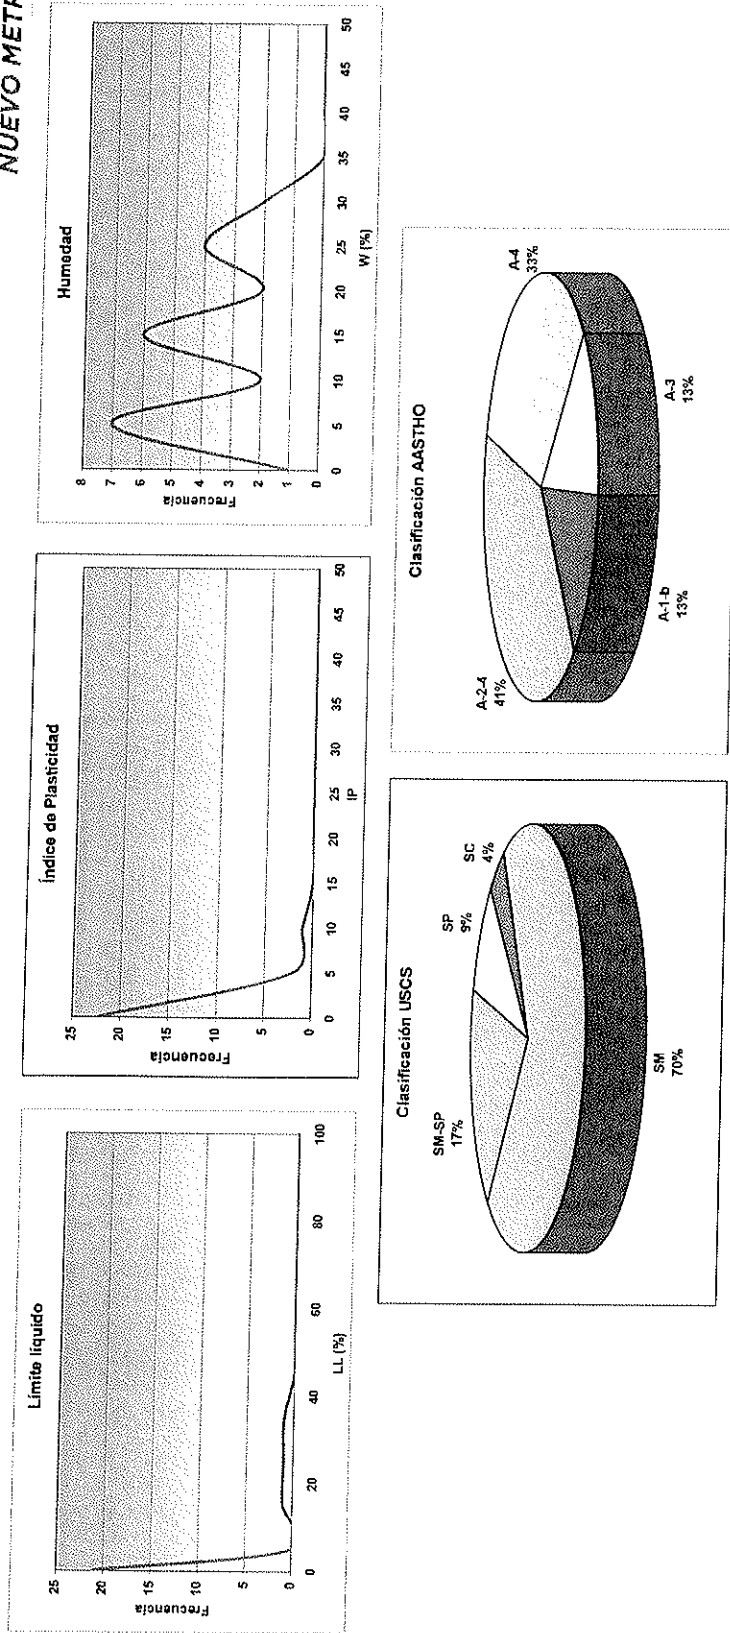 NUEVO METR
Límite líquido
Frecuencia
25
20
15
10
5
0
0 20 40 60 80 100
LL (%)
Índice de Plasticidad
Frecuencia
25
20
15
10
5
0
0 5 10 15 20 25 30 35 40 45 50
IP
Humedad
Frecuencia
8
7
6
5
4
3
2
1
0
0 5 10 15 20 25 30 35 40 45 50
W (%)
Clasificación USCS
SM-SP
17%
SP
9%
SC
4%
SM
70%
Clasificación AASTHO
A-2-4
41%
A-4
33%
A-1-b
13%
A-3
13%